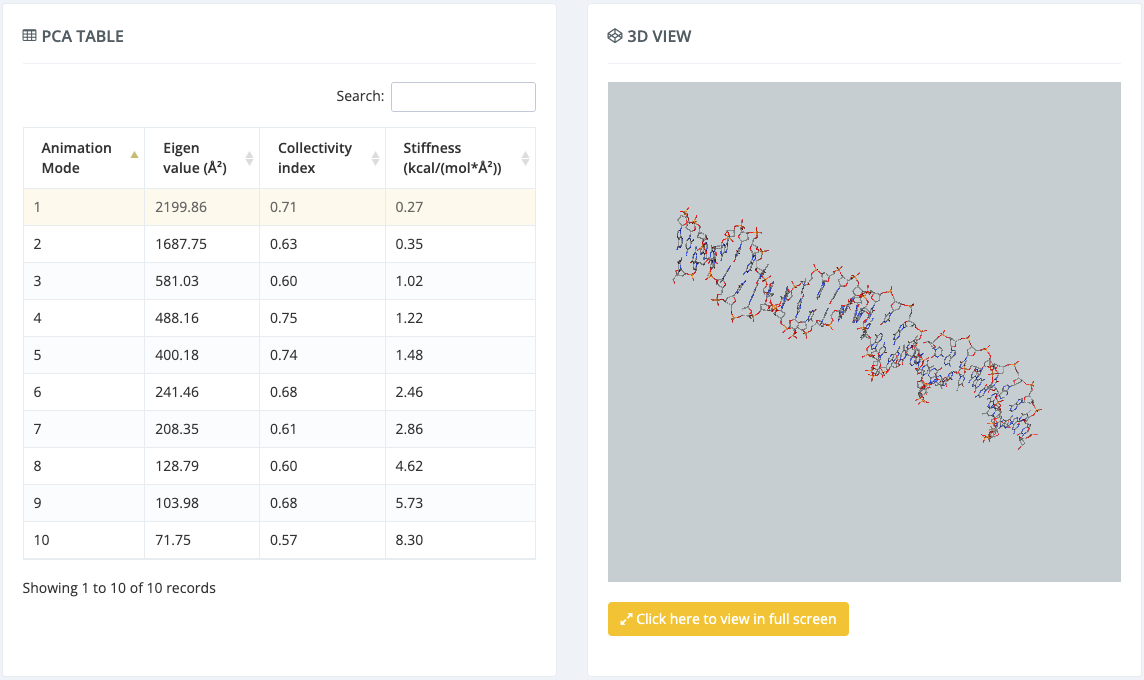 PCA TABLE
Search:
Animation Mode Eigen value (Å²) Collectivity index Stiffness (kcal/(mol*Å²))
1 2199.86 0.71 0.27
2 1687.75 0.63 0.35
3 581.03 0.60 1.02
4 488.16 0.75 1.22
5 400.18 0.74 1.48
6 241.46 0.68 2.46
7 208.35 0.61 2.86
8 128.79 0.60 4.62
9 103.98 0.68 5.73
10 71.75 0.57 8.30
Showing 1 to 10 of 10 records
3D VIEW
Click here to view in full screen